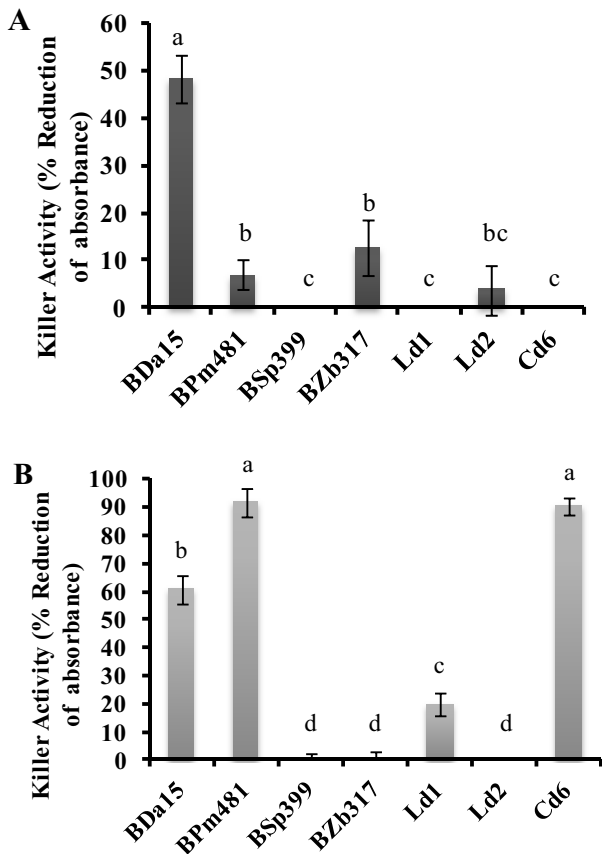 A
Killer Activity (% Reduction
of absorbance)
60
50
40
30
20
10
0
a
b
c
b
c
bc
c
BDa15
BPm481
BSp399
BZb317
Ld1
Ld2
Cd6
B
Killer Activity (% Reduction
of absorbance)
100
90
80
70
60
50
40
30
20
10
0
b
a
d
d
c
d
a
BDa15
BPm481
BSp399
BZb317
Ld1
Ld2
Cd6